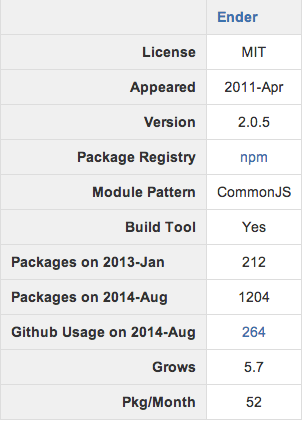 Ender
License MIT
Appeared 2011-Apr
Version 2.0.5
Package Registry npm
Module Pattern CommonJS
Build Tool Yes
Packages on 2013-Jan 212
Packages on 2014-Aug 1204
Github Usage on 2014-Aug 264
Grows 5.7
Pkg/Month 52